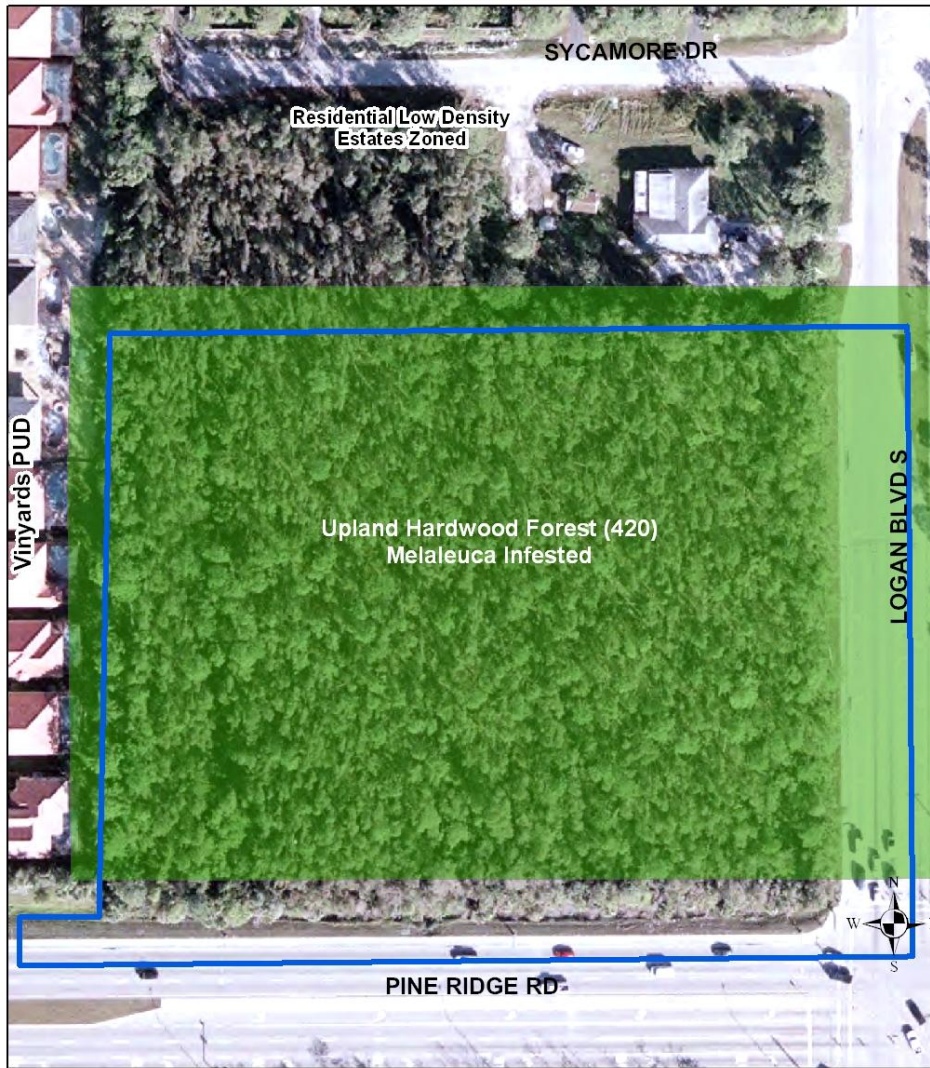 SYCAMORE DR
Residential Low Density
Estates Zoned
Vinyards PUD
Upland Hardwood Forest (420)
Melaleuca Infested
LOGAN BLVD S
N
W
S
PINE RIDGE RD